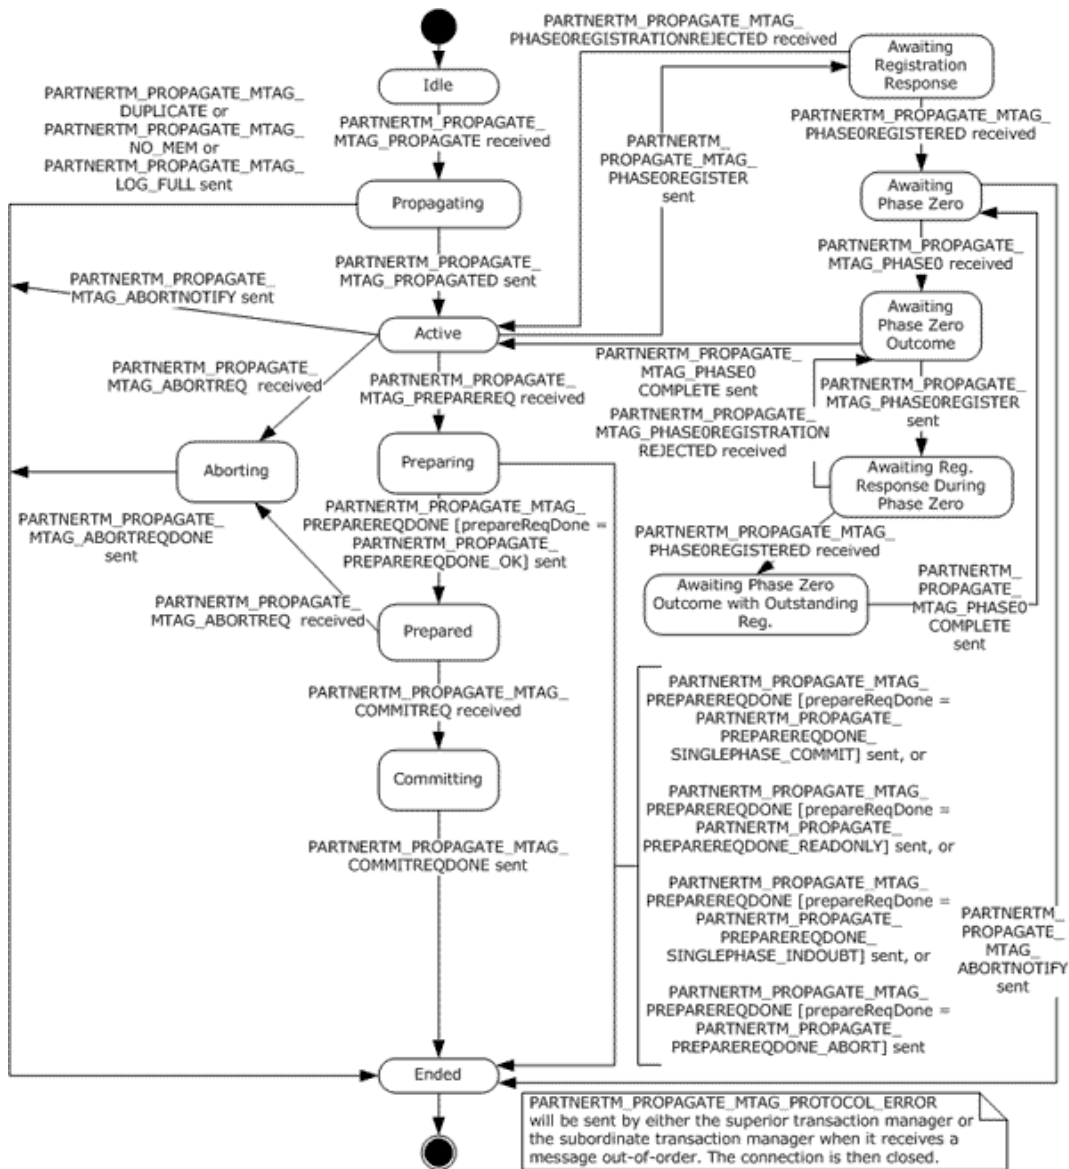 PARTNERTM_PROPAGATE_MTAG_
PHASE0REGISTRATIONREJECTED received
Awaiting
Registration
Response
Idle
PARTNERTM_PROPAGATE_MTAG_
DUPLICATE or
PARTNERTM_PROPAGATE_MTAG_
NO_MEM or
PARTNERTM_PROPAGATE_MTAG_
LOG_FULL sent
PARTNERTM_PROPAGATE_
MTAG_PROPAGATE received
PARTNERTM_
PROPAGATE_MTAG_
PHASE0REGISTER
sent
PARTNERTM_PROPAGATE_MTAG_
PHASE0REGISTERED received
Propagating
Awaiting
Phase Zero
PARTNERTM_PROPAGATE_
MTAG_PROPAGATED sent
PARTNERTM_PROPAGATE_
MTAG_PHASE0 received
PARTNERTM_PROPAGATE_
MTAG_ABORTNOTIFY sent
Active
Awaiting
Phase Zero
Outcome
PARTNERTM_PROPAGATE_
MTAG_ABORTREQ received
PARTNERTM_PROPAGATE_
MTAG_PREPAREREQ received
PARTNERTM_PROPAGATE_
MTAG_PHASE0
COMPLETE sent
PARTNERTM_PROPAGATE_
MTAG_PHASE0REGISTER
sent
PARTNERTM_PROPAGATE_
MTAG_PHASE0REGISTRATION
REJECTED received
Aborting
Preparing
Awaiting Reg.
Response During
Phase Zero
PARTNERTM_PROPAGATE_
MTAG_ABORTREQDONE
sent
PARTNERTM_PROPAGATE_MTAG_
PREPAREREQDONE [prepareReqDone =
PARTNERTM_PROPAGATE_
PREPAREREQDONE_OK] sent
PARTNERTM_PROPAGATE_MTAG_
PHASE0REGISTERED received
Awaiting Phase Zero
Outcome with Outstanding
Reg.
PARTNERTM_
PROPAGATE_
MTAG_PHASE0
COMPLETE
sent
PARTNERTM_PROPAGATE_
MTAG_ABORTREQ received
Prepared
PARTNERTM_PROPAGATE_MTAG_
COMMITREQ received
PARTNERTM_PROPAGATE_MTAG_
PREPAREREQDONE [prepareReqDone =
PARTNERTM_PROPAGATE_
PREPAREREQDONE_
SINGLEPHASE_COMMIT] sent, or
Committing
PARTNERTM_PROPAGATE_MTAG_
PREPAREREQDONE [prepareReqDone =
PARTNERTM_PROPAGATE_
PREPAREREQDONE_READONLY] sent, or
PARTNERTM_PROPAGATE_MTAG_
COMMITREQDONE sent
PARTNERTM_PROPAGATE_MTAG_
PREPAREREQDONE [prepareReqDone =
PARTNERTM_PROPAGATE_
PREPAREREQDONE_
SINGLEPHASE_INDOUBT] sent, or
PARTNERTM_
PROPAGATE_
MTAG_
ABORTNOTIFY
sent
PARTNERTM_PROPAGATE_MTAG_
PREPAREREQDONE [prepareReqDone =
PARTNERTM_PROPAGATE_
PREPAREREQDONE_ABORT] sent
Ended
PARTNERTM_PROPAGATE_MTAG_PROTOCOL_ERROR
will be sent by either the superior transaction manager or
the subordinate transaction manager when it receives a
message out-of-order. The connection is then closed.